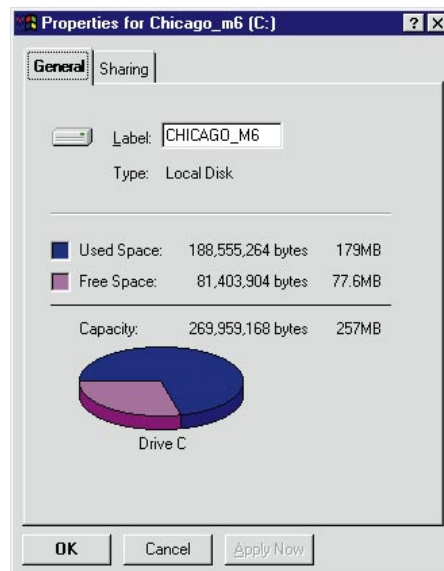 Properties for Chicago_m6 (C:)
General Sharing
Label: CHICAGO_M6
Type: Local Disk
Used Space: 188,555,264 bytes 179MB
Free Space: 81,403,904 bytes 77.6MB
Capacity: 269,959,168 bytes 257MB
Drive C
OK Cancel Apply Now